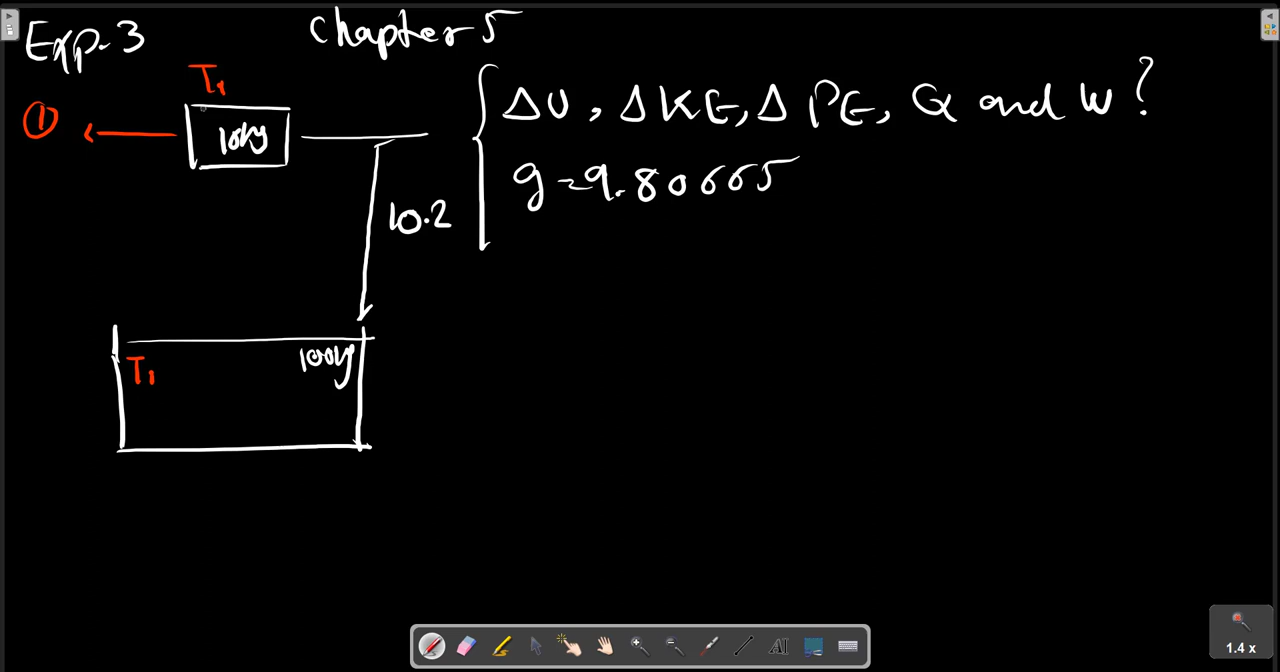 Exp. 3
chapter 5
T₁
①
10kg
ΔU, ΔKE, ΔPE, Q and W?
g = 9.80665
10.2
T₁
100kg
AI
1.4 x